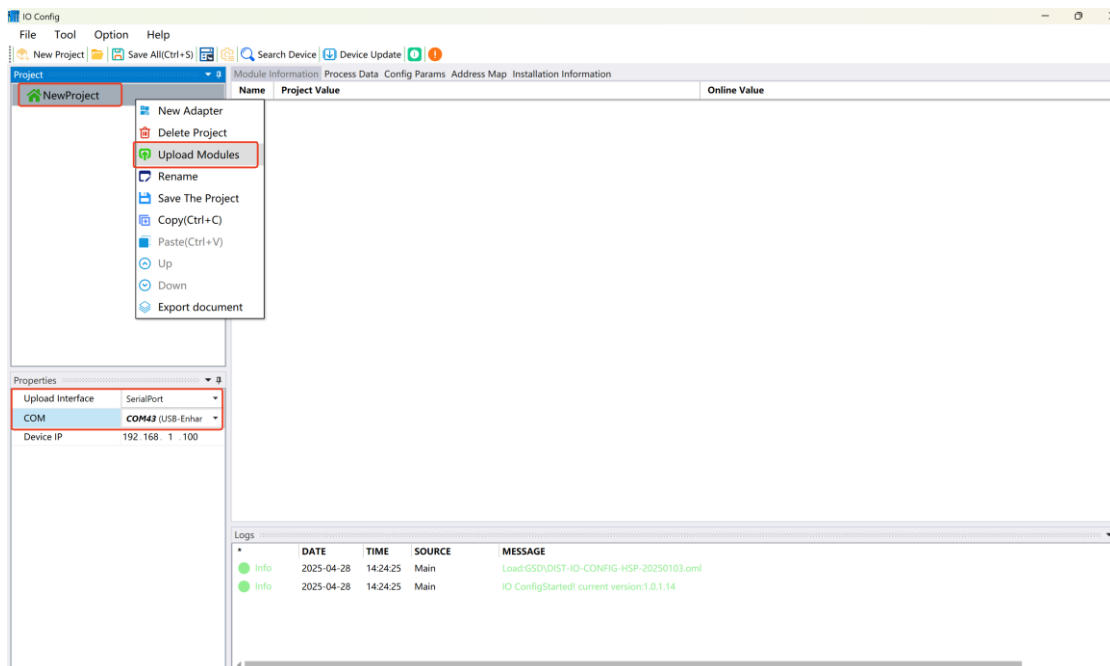 IO Config
File Tool Option Help
New Project Save All(Ctrl+S) Search Device Device Update
Project
NewProject
New Adapter
Delete Project
Upload Modules
Rename
Save The Project
Copy(Ctrl+C)
Paste(Ctrl+V)
Up
Down
Export document
Module Information Process Data Config Params Address Map Installation Information
Name Project Value Online Value
Properties
Upload Interface SerialPort
COM COM43 (USB-Enhar
Device IP 192.168. 1 .100
Logs
* DATE TIME SOURCE MESSAGE
Info 2025-04-28 14:24:25 Main Load:GSD\DIST-IO-CONFIG-HSP-20250103.oml
Info 2025-04-28 14:24:25 Main IO ConfigStarted! current version:1.0.1.14